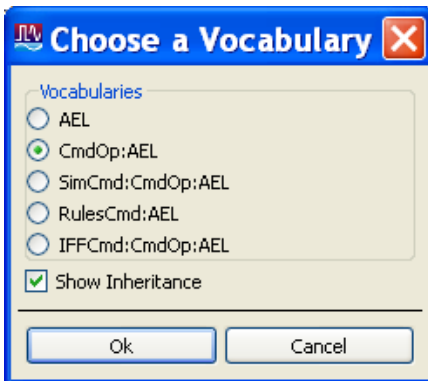 Choose a Vocabulary
Vocabularies
AEL
CmdOp:AEL
SimCmd:CmdOp:AEL
RulesCmd:AEL
IFFCmd:CmdOp:AEL
Show Inheritance
Ok Cancel